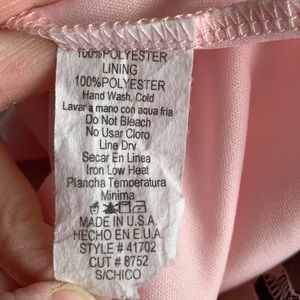 100%POLYESTER
LINING
100%POLYESTER
Hand Wash, Cold
Lavar a mano con aqua fria
Do Not Bleach
No Usar Cloro
Line Dry
Secar En Linea
Iron Low Heat
Plancha Temperatura
Minima
MADE IN U.S.A.
HECHO EN E.U.A.
STYLE # 41702
CUT # 8752
S/CHICO